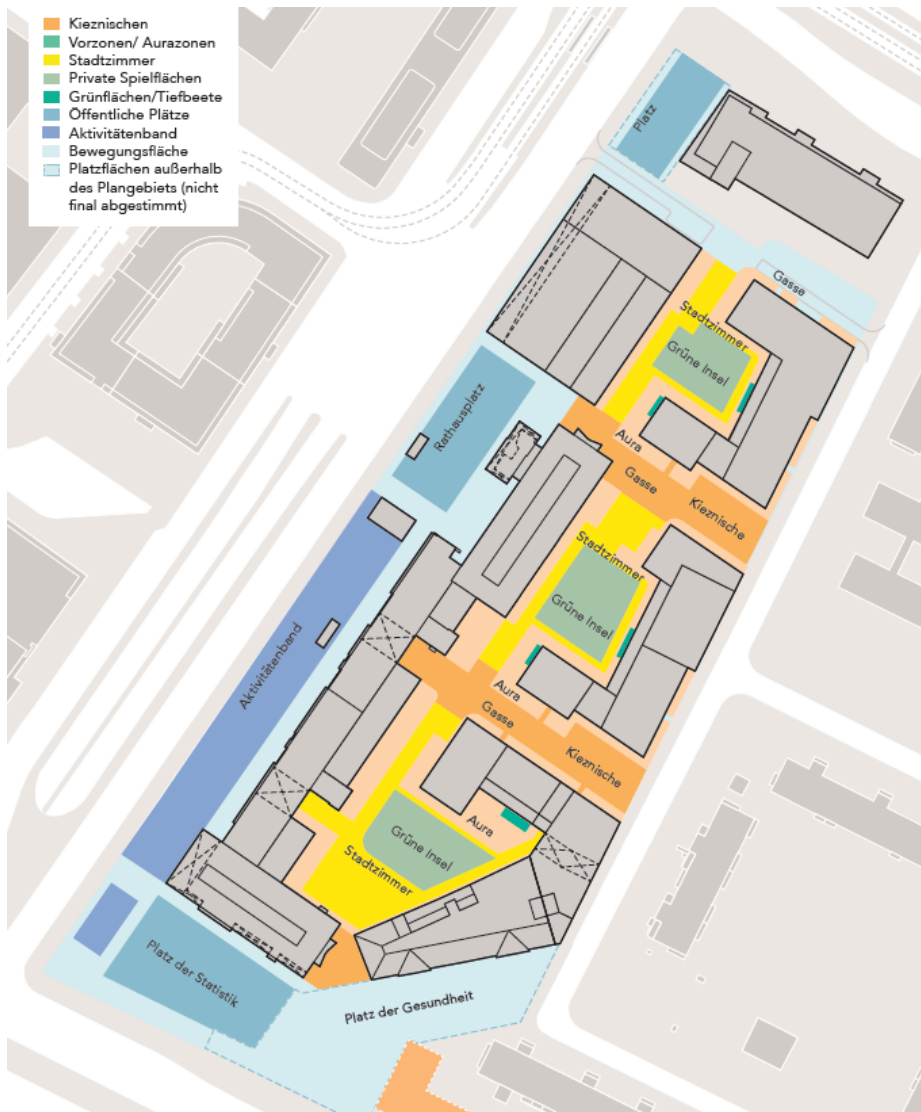 Kieznischen
Vorzonen/ Aurazonen
Stadtzimmer
Private Spielflächen
Grünflächen/Tiefbeete
Öffentliche Plätze
Aktivitätenband
Bewegungsfläche
Platzflächen außerhalb
des Plangebiets (nicht
final abgestimmt)
Platz
Gasse
Stadtzimmer
Grüne Insel
Rathausplatz
Aura
Gasse
Kieznische
Stadtzimmer
Grüne Insel
Aktivitätenband
Aura
Gasse
Kieznische
Aura
Grüne Insel
Stadtzimmer
Platz der Statistik
Platz der Gesundheit